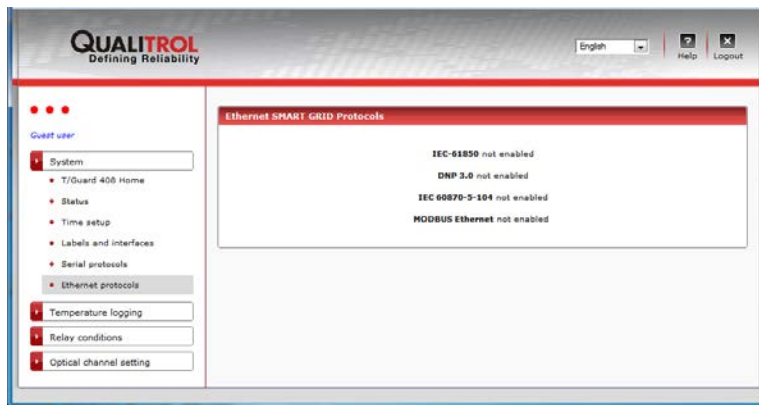 QUALITROL
Defining Reliability
English
?
Help
Logout
Guest user
Ethernet SMART GRID Protocols
System
T/Guard 408 Home
Status
Time setup
Labels and interfaces
Serial protocols
Ethernet protocols
Temperature logging
Relay conditions
Optical channel setting
IEC-61850 not enabled
DNP 3.0 not enabled
IEC 60870-5-104 not enabled
MODBUS Ethernet not enabled